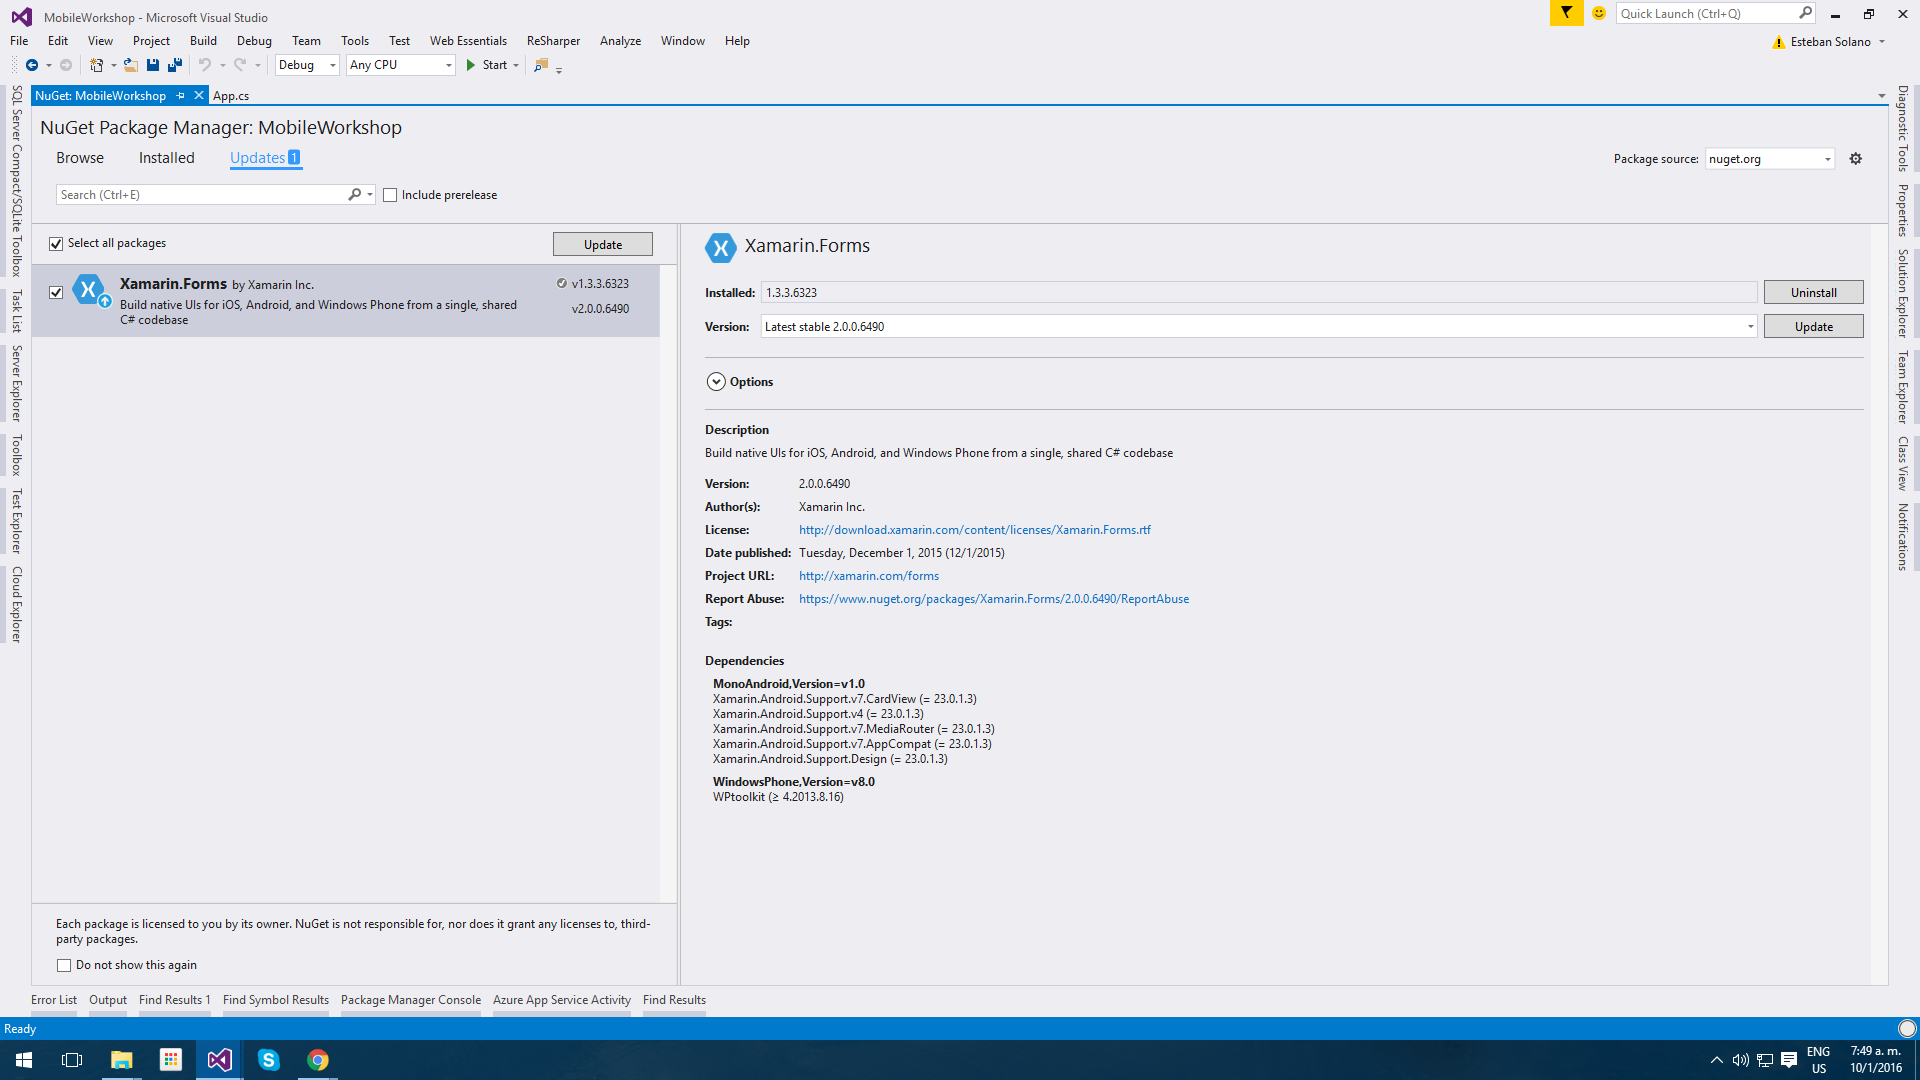 MobileWorkshop - Microsoft Visual Studio
Quick Launch (Ctrl+Q)
File Edit View Project Build Debug Team Tools Test Web Essentials ReSharper Analyze Window Help
Esteban Solano
Debug Any CPU Start
NuGet: MobileWorkshop App.cs
NuGet Package Manager: MobileWorkshop
Browse Installed Updates 1
Package source: nuget.org
Search (Ctrl+E) Include prerelease
Select all packages Update
Xamarin.Forms by Xamarin Inc. v1.3.3.6323
Build native UIs for iOS, Android, and Windows Phone from a single, shared
C# codebase
v2.0.0.6490
Xamarin.Forms
Installed: 1.3.3.6323 Uninstall
Version: Latest stable 2.0.0.6490 Update
Options
Description
Build native UIs for iOS, Android, and Windows Phone from a single, shared C# codebase
Version: 2.0.0.6490
Author(s): Xamarin Inc.
License: http://download.xamarin.com/content/licenses/Xamarin.Forms.rtf
Date published: Tuesday, December 1, 2015 (12/1/2015)
Project URL: http://xamarin.com/forms
Report Abuse: https://www.nuget.org/packages/Xamarin.Forms/2.0.0.6490/ReportAbuse
Tags:
Dependencies
MonoAndroid,Version=v1.0
Xamarin.Android.Support.v7.CardView (= 23.0.1.3)
Xamarin.Android.Support.v4 (= 23.0.1.3)
Xamarin.Android.Support.v7.MediaRouter (= 23.0.1.3)
Xamarin.Android.Support.v7.AppCompat (= 23.0.1.3)
Xamarin.Android.Support.Design (= 23.0.1.3)
WindowsPhone,Version=v8.0
WPtoolkit (≥ 4.2013.8.16)
Each package is licensed to you by its owner. NuGet is not responsible for, nor does it grant any licenses to, third-
party packages.
Do not show this again
SQL Server Compact/SQLite Toolbox
Task List
Server Explorer
Toolbox
Test Explorer
Cloud Explorer
Diagnostic Tools
Properties
Solution Explorer
Team Explorer
Class View
Notifications
Error List Output Find Results 1 Find Symbol Results Package Manager Console Azure App Service Activity Find Results
Ready
ENG
US
7:49 a. m.
10/1/2016